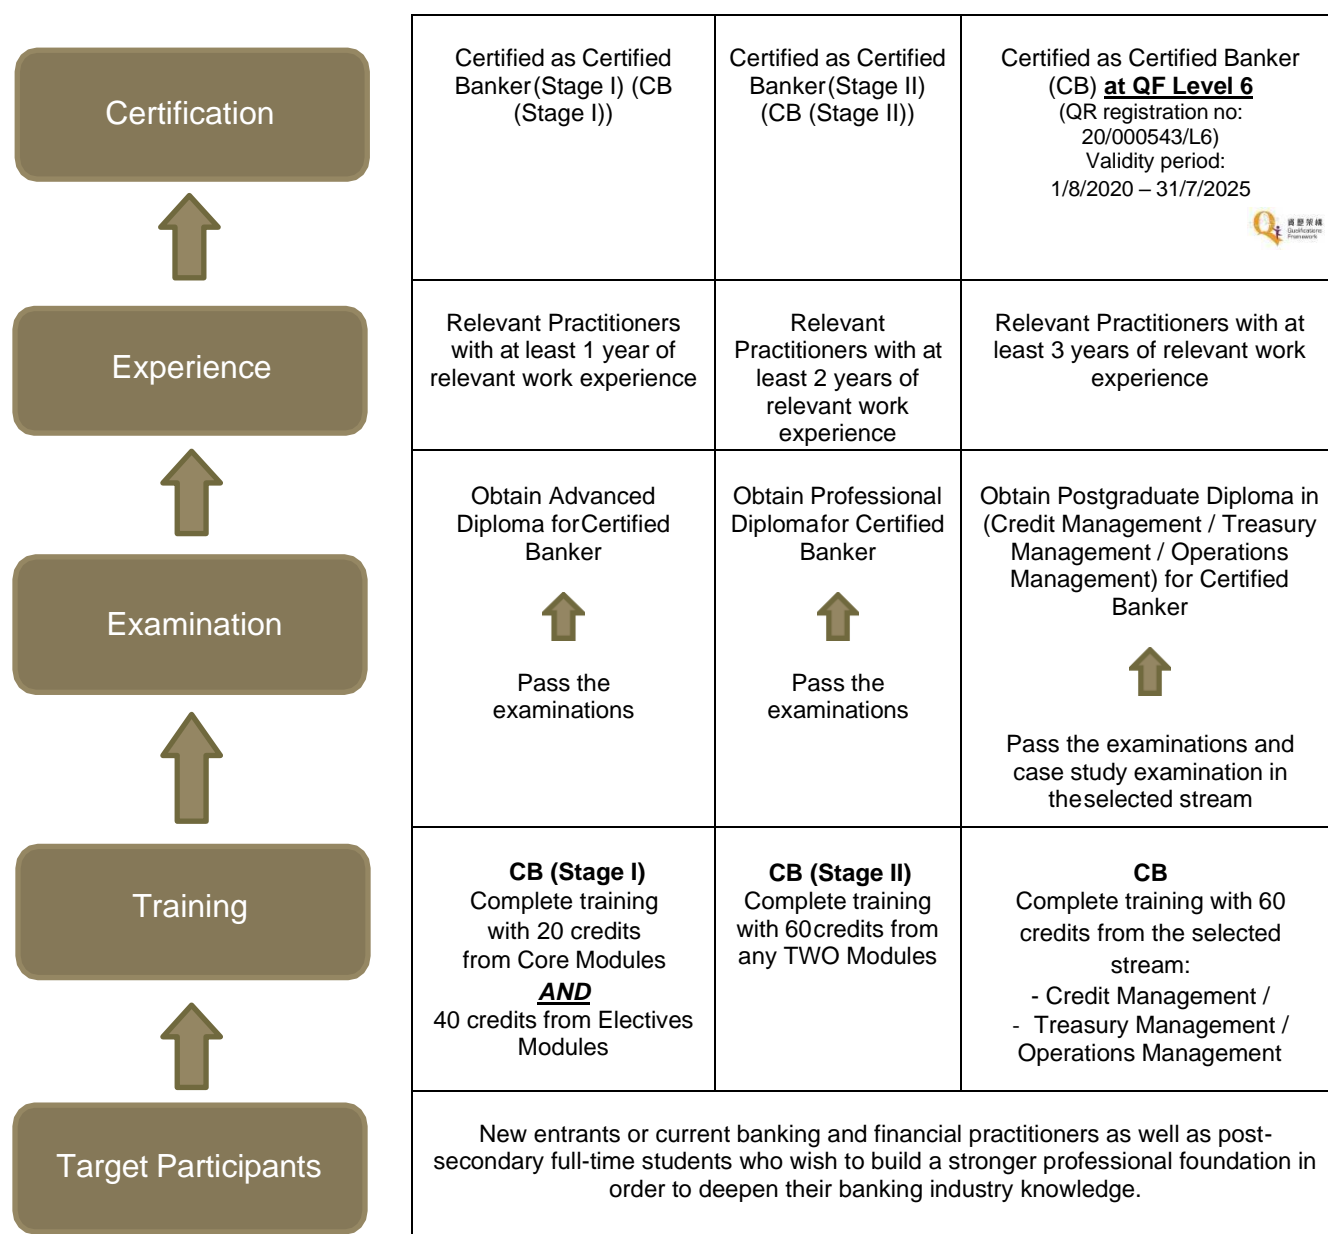 Certification
Certified as Certified
Banker(Stage I) (CB
(Stage I))
Certified as Certified
Banker(Stage II)
(CB (Stage II))
Certified as Certified Banker
(CB) at QF Level 6
(QR registration no:
20/000543/L6)
Validity period:
1/8/2020 – 31/7/2025
資歷架構
Qualifications
Framework
Experience
Relevant Practitioners
with at least 1 year of
relevant work experience
Relevant
Practitioners with at
least 2 years of
relevant work
experience
Relevant Practitioners with at
least 3 years of relevant work
experience
Examination
Obtain Advanced
Diploma forCertified
Banker
Pass the
examinations
Obtain Professional
Diplomafor Certified
Banker
Pass the
examinations
Obtain Postgraduate Diploma in
(Credit Management / Treasury
Management / Operations
Management) for Certified
Banker
Pass the examinations and
case study examination in
theselected stream
Training
CB (Stage I)
Complete training
with 20 credits
from Core Modules
AND
40 credits from Electives
Modules
CB (Stage II)
Complete training
with 60credits from
any TWO Modules
CB
Complete training with 60
credits from the selected
stream:
- Credit Management /
- Treasury Management /
Operations Management
Target Participants
New entrants or current banking and financial practitioners as well as post-
secondary full-time students who wish to build a stronger professional foundation in
order to deepen their banking industry knowledge.